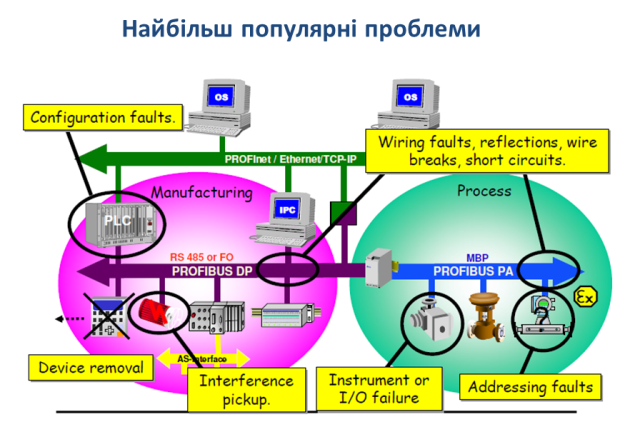 Найбільш популярні проблеми
OS
OS
Configuration faults.
Wiring faults, reflections, wire
breaks, short circuits.
PROFInet / Ethernet/TCP-IP
Manufacturing
Process
PLC
IPC
RS 485 or FO
PROFIBUS DP
MBP
PROFIBUS PA
Ex
AS-Interface
Device removal
Interference
pickup.
Instrument or
I/O failure
Addressing faults